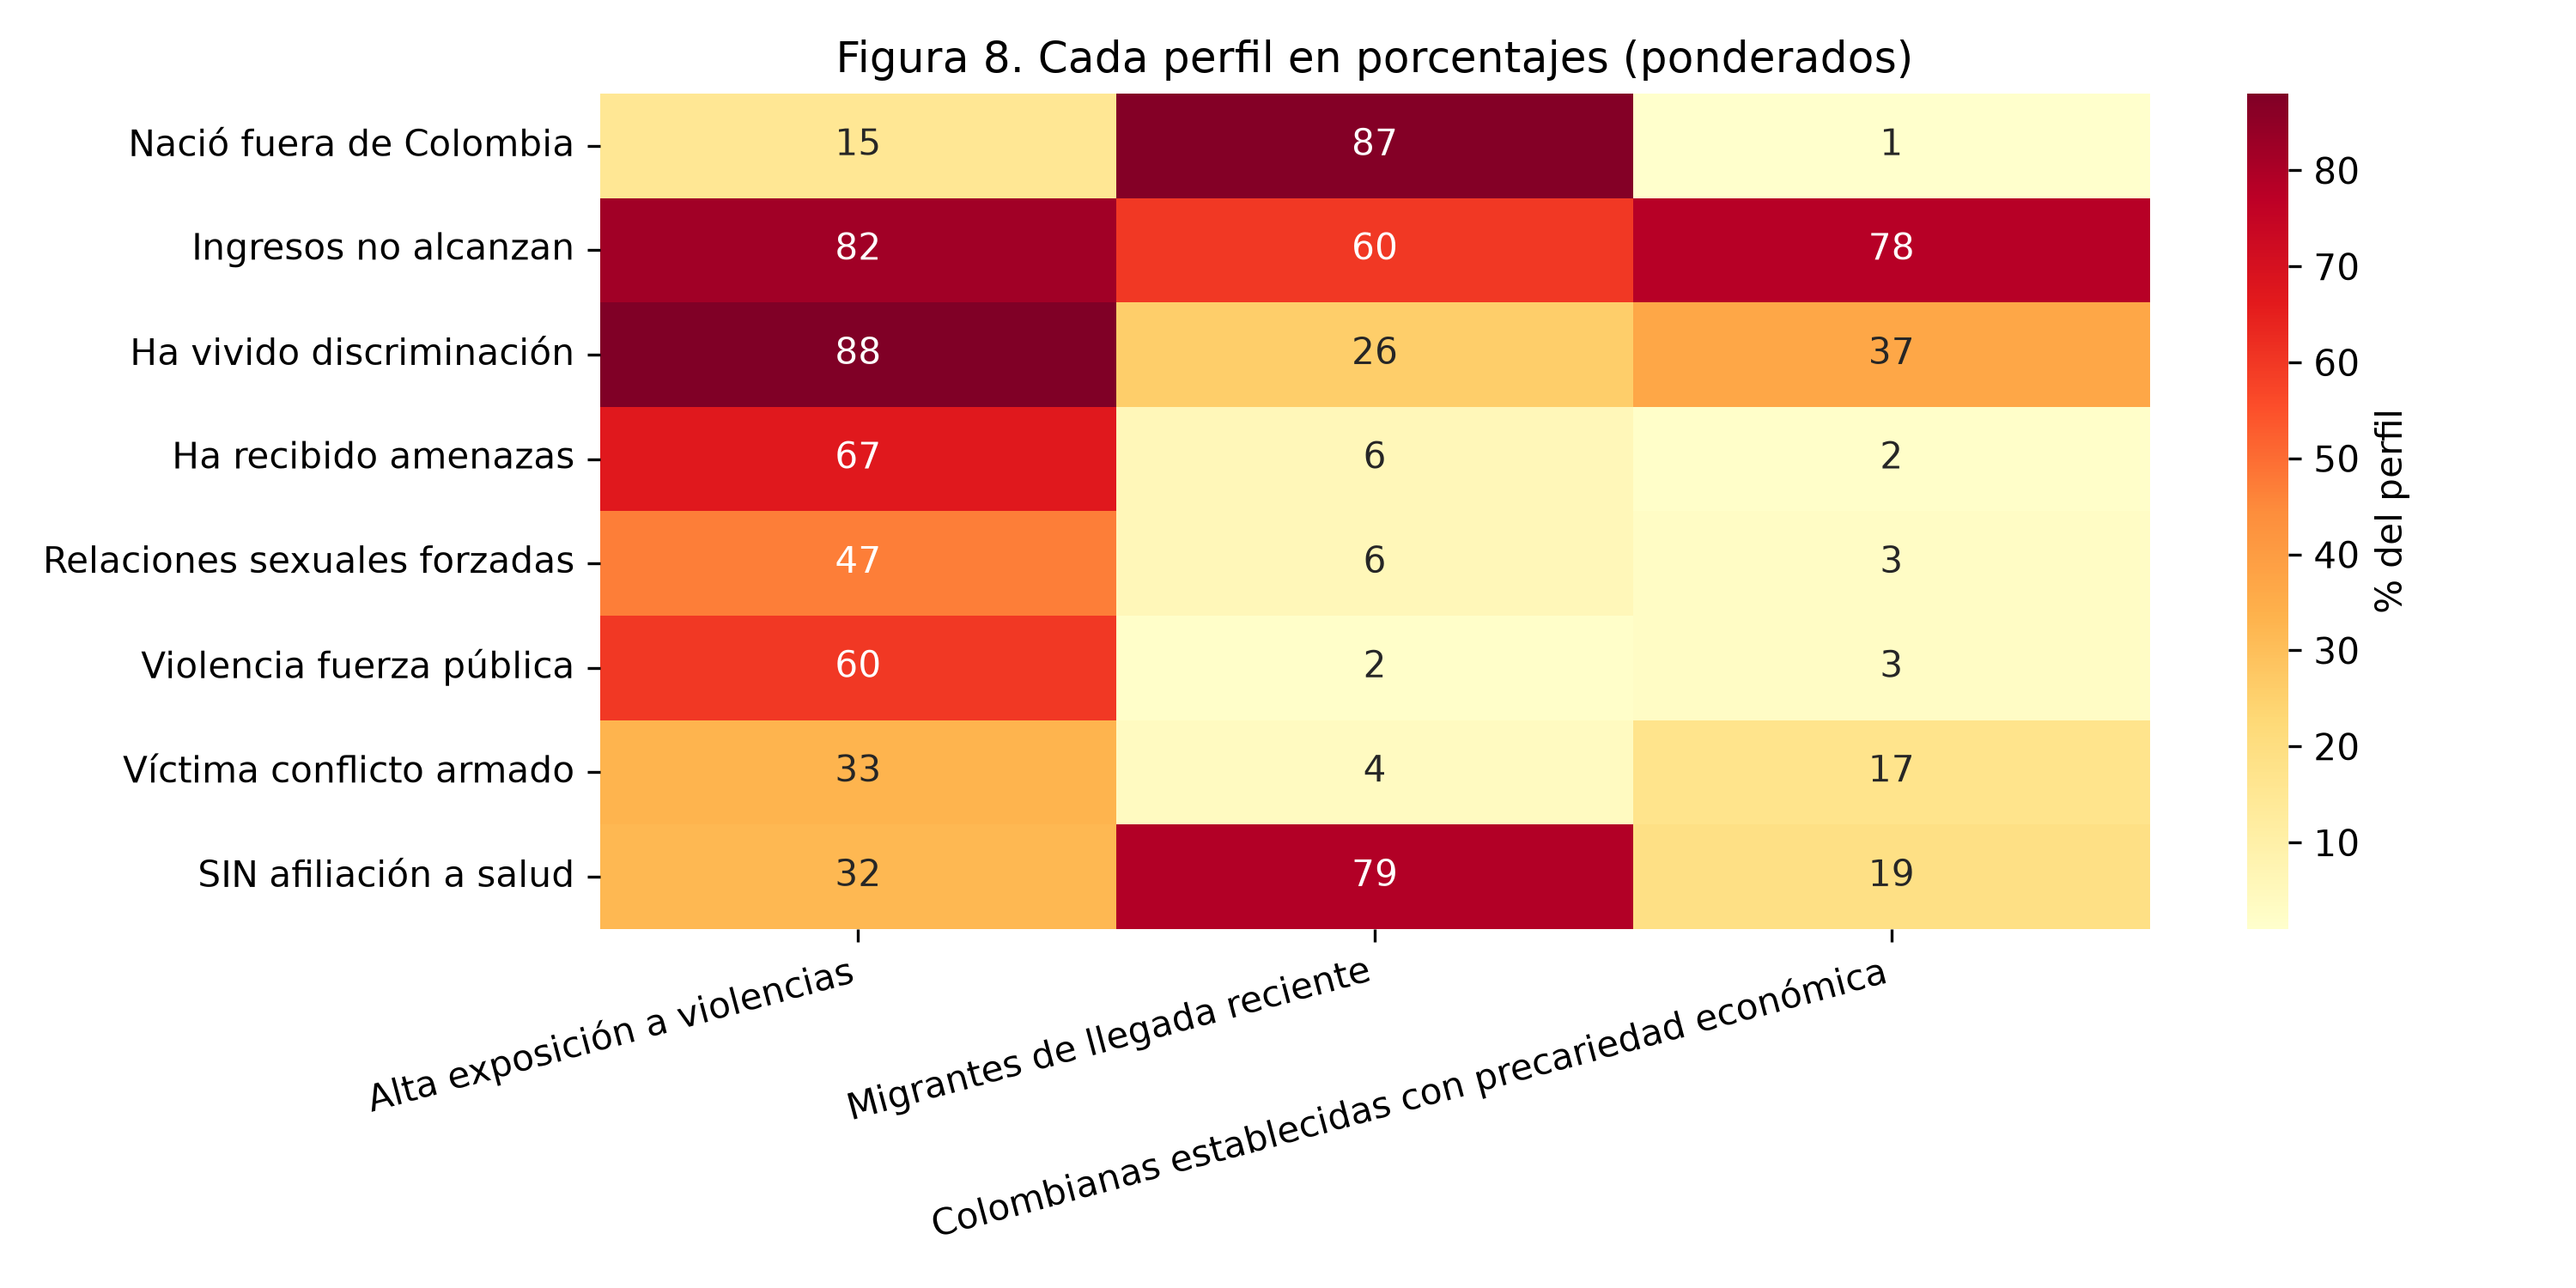 Figura 8. Cada perfil en porcentajes (ponderados)
Nació fuera de Colombia 15 87 1
Ingresos no alcanzan 82 60 78
Ha vivido discriminación 88 26 37
Ha recibido amenazas 67 6 2
Relaciones sexuales forzadas 47 6 3
Violencia fuerza pública 60 2 3
Víctima conflicto armado 33 4 17
SIN afiliación a salud 32 79 19
Alta exposición a violencias
Migrantes de llegada reciente
Colombianas establecidas con precariedad económica
80
70
60
50
40
30
20
10
% del perfil